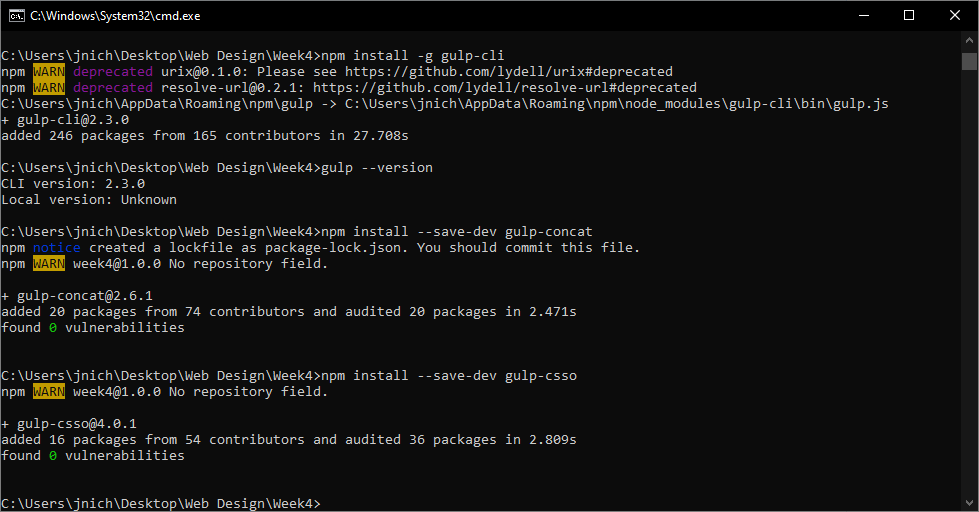 C:\Windows\System32\cmd.exe
C:\Users\jnich\Desktop\Web Design\Week4>npm install -g gulp-cli
npm WARN deprecated urix@0.1.0: Please see https://github.com/lydell/urix#deprecated
npm WARN deprecated resolve-url@0.2.1: https://github.com/lydell/resolve-url#deprecated
C:\Users\jnich\AppData\Roaming\npm\gulp -> C:\Users\jnich\AppData\Roaming\npm\node_modules\gulp-cli\bin\gulp.js
+ gulp-cli@2.3.0
added 246 packages from 165 contributors in 27.708s
C:\Users\jnich\Desktop\Web Design\Week4>gulp --version
CLI version: 2.3.0
Local version: Unknown
C:\Users\jnich\Desktop\Web Design\Week4>npm install --save-dev gulp-concat
npm notice created a lockfile as package-lock.json. You should commit this file.
npm WARN week4@1.0.0 No repository field.
+ gulp-concat@2.6.1
added 20 packages from 74 contributors and audited 20 packages in 2.471s
found 0 vulnerabilities
C:\Users\jnich\Desktop\Web Design\Week4>npm install --save-dev gulp-csso
npm WARN week4@1.0.0 No repository field.
+ gulp-csso@4.0.1
added 16 packages from 54 contributors and audited 36 packages in 2.809s
found 0 vulnerabilities
C:\Users\jnich\Desktop\Web Design\Week4>